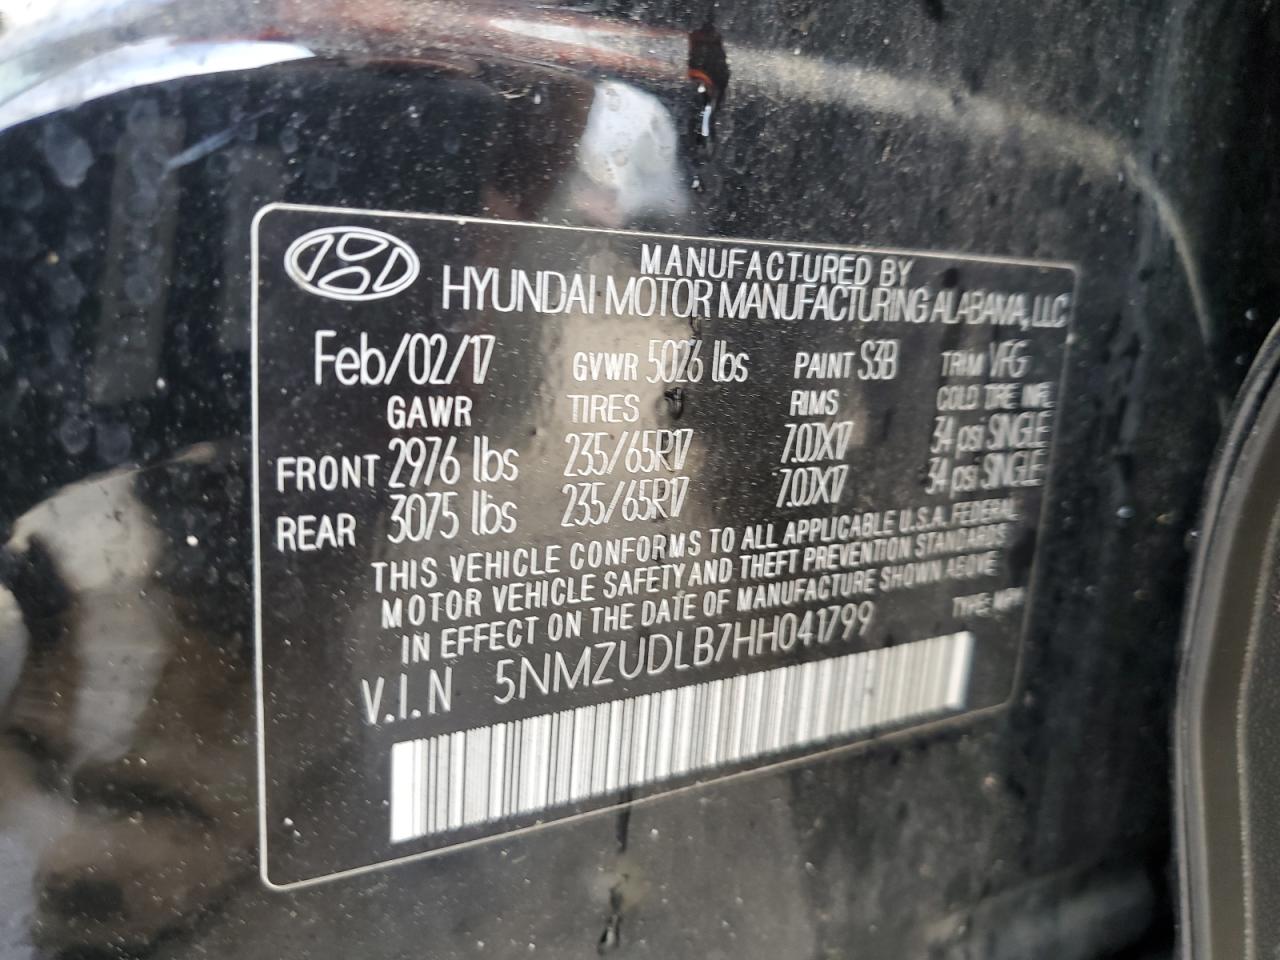 MANUFACTURED BY
HYUNDAI MOTOR MANUFACTURING ALABAMA, LLC
Feb/02/17 GVWR 5026 lbs PAINT S3B TRIM VFG
GAWR TIRES RIMS COLD TIRE INFL
FRONT 2976 lbs 235/65R17 7.0JX17 34 psi SINGLE
REAR 3075 lbs 235/65R17 7.0JX17 34 psi SINGLE
THIS VEHICLE CONFORMS TO ALL APPLICABLE U.S.A. FEDERAL
MOTOR VEHICLE SAFETY AND THEFT PREVENTION STANDARDS
IN EFFECT ON THE DATE OF MANUFACTURE SHOWN ABOVE
V.I.N 5NMZUDLB7HH041799 TYPE: MPV